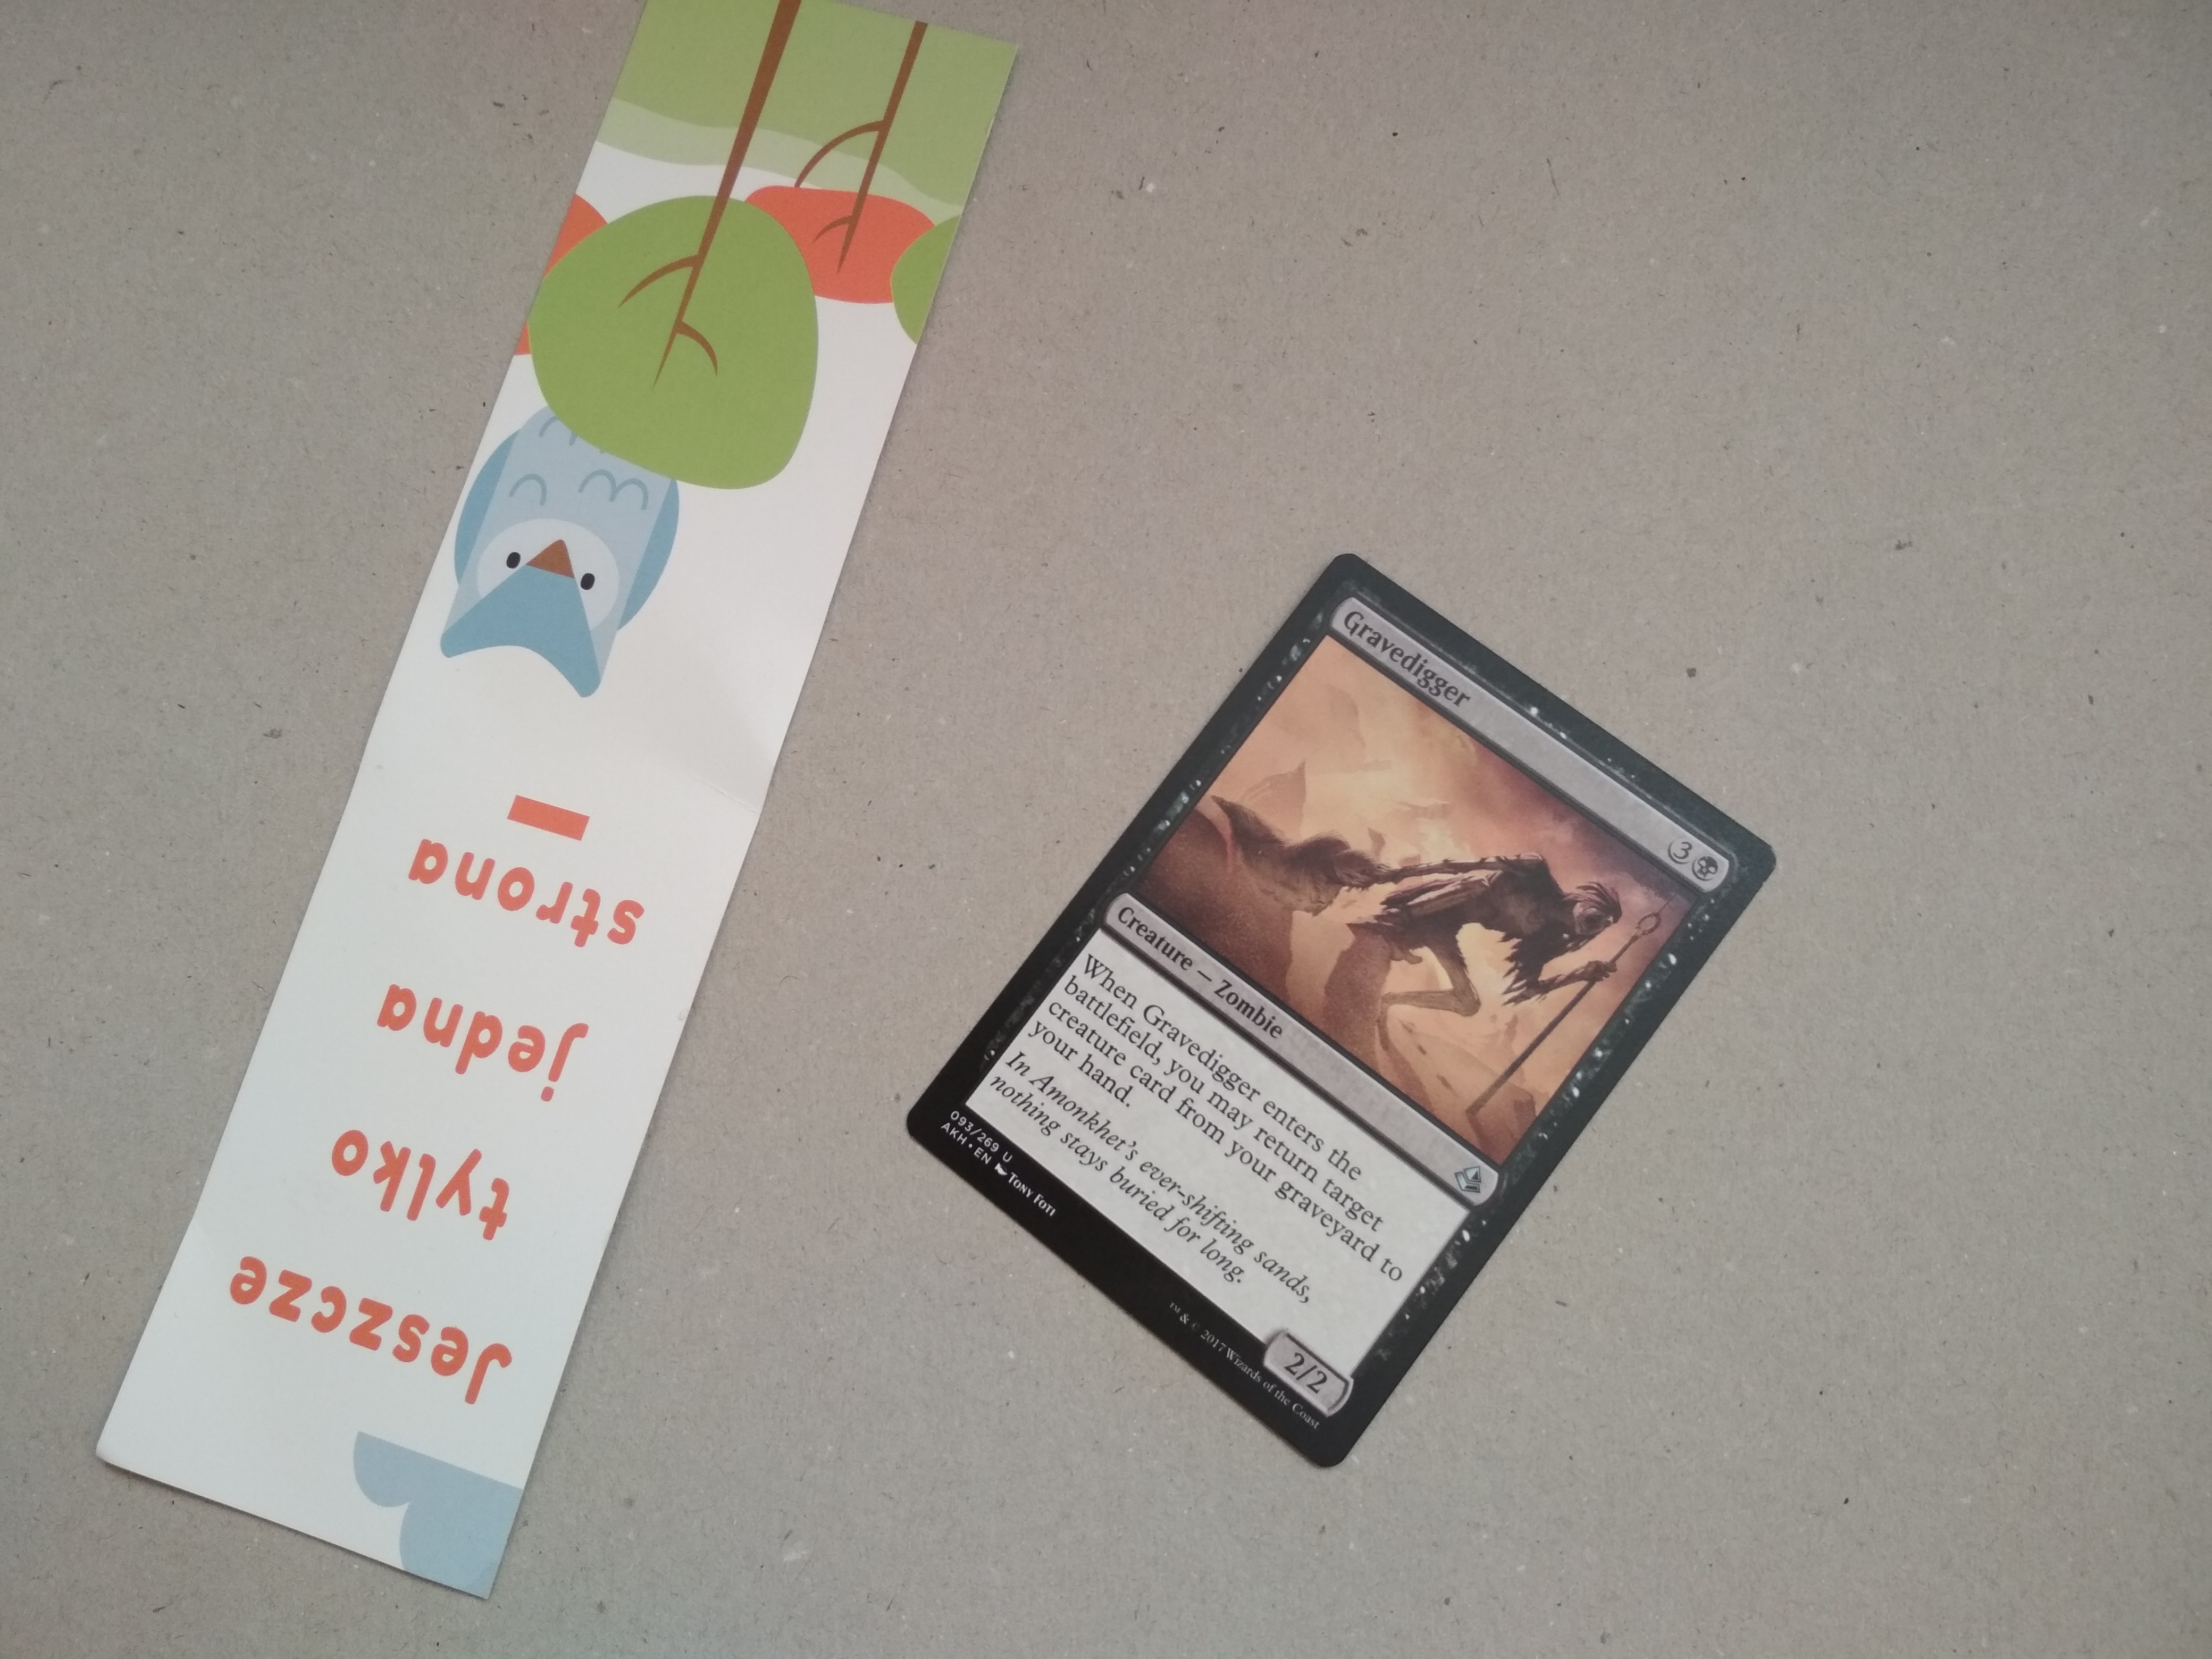 Jeszcze
tylko
jedna
strona
Gravedigger
3
Creature — Zombie
When Gravedigger enters the
battlefield, you may return target
creature card from your graveyard to
your hand.
In Amonkhet's ever-shifting sands,
nothing stays buried for long.
2/2
093/269 U
AKH • EN Tony Foti
™ & © 2017 Wizards of the Coast